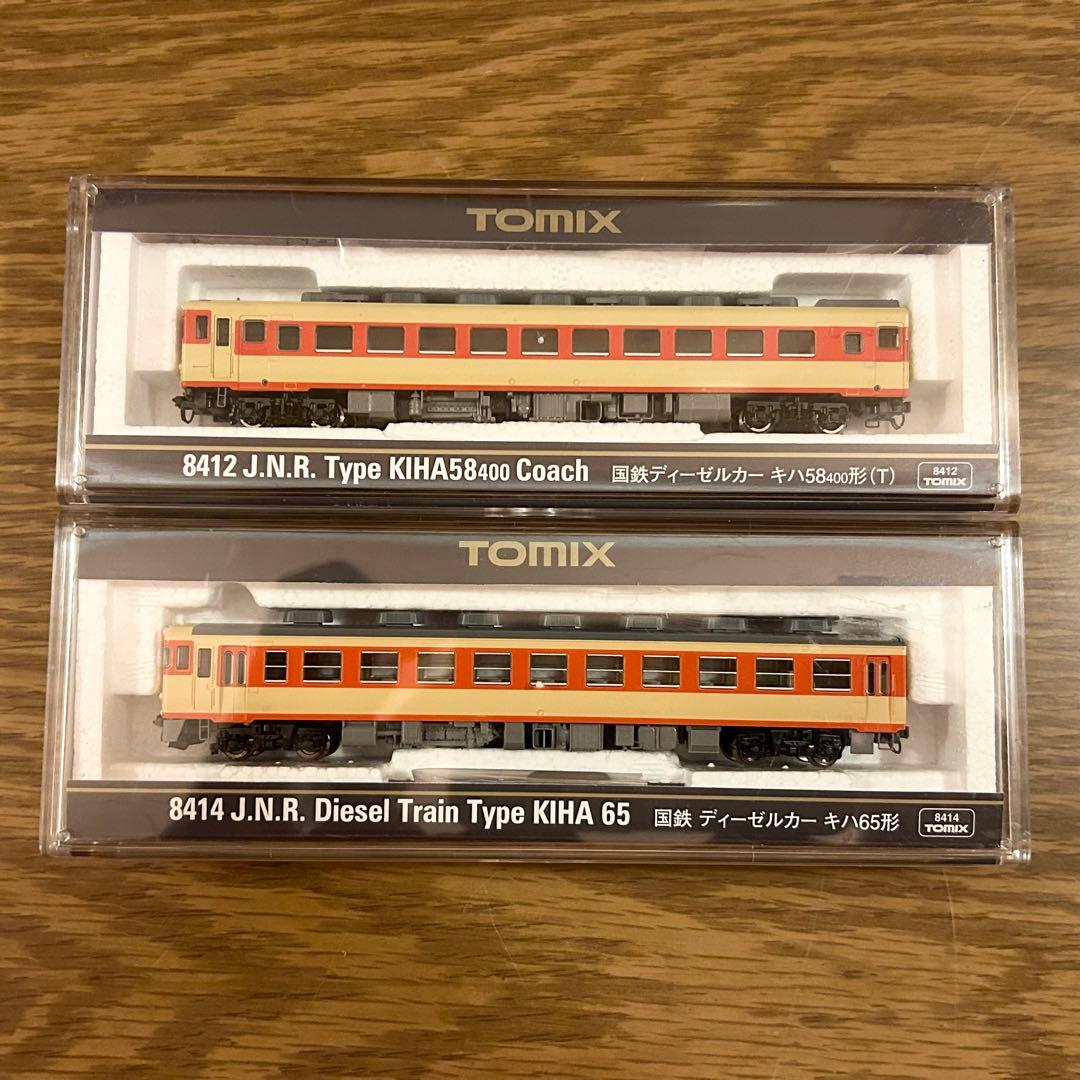 TOMIX
8412 J.N.R. Type KIHA58400 Coach 国鉄ディーゼルカー キハ58400形(T) 8412 TOMIX
TOMIX
8414 J.N.R. Diesel Train Type KIHA 65 国鉄 ディーゼルカー キハ65形 8414 TOMIX